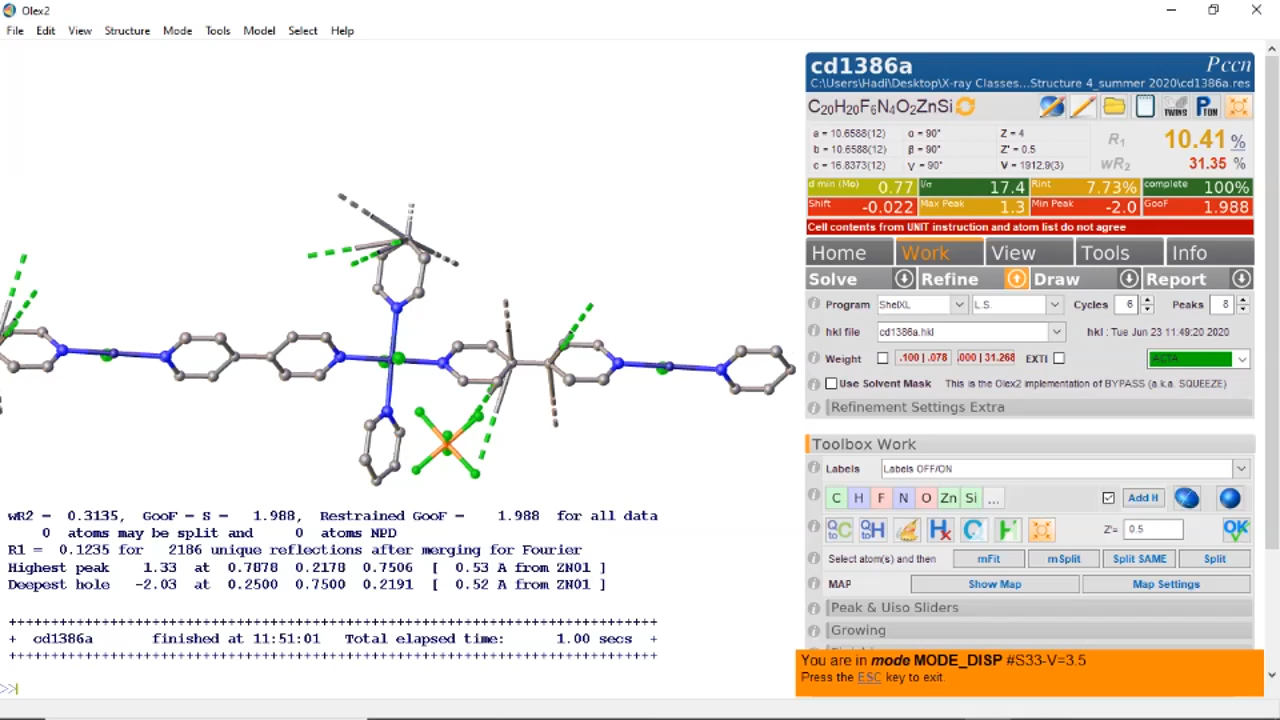 Olex2
File Edit View Structure Mode Tools Model Select Help
cd1386a
Pccn
C:\Users\Hadi\Desktop\X-ray Classes...Structure 4_summer 2020\cd1386a.res
C20H20F6N4O2ZnSi
TWINS
PLATON
a = 10.6588(12) α = 90° Z = 4
b = 10.6588(12) β = 90° Z' = 0.5
c = 16.8373(12) γ = 90° V = 1912.9(3)
R1 10.41 %
wR2 31.35 %
d min (Mo) 0.77 I/σ 17.4 Rint 7.73% complete 100%
Shift -0.022 Max Peak 1.3 Min Peak -2.0 GooF 1.988
Cell contents from UNIT instruction and atom list do not agree
Home Work View Tools Info
Solve Refine Draw Report
Program ShelXL L.S. Cycles 6 Peaks 8
hkl file cd1386a.hkl hkl : Tue Jun 23 11:49:20 2020
Weight .100 | .078 .000 | 31.268 EXTI ACTA
Use Solvent Mask This is the Olex2 implementation of BYPASS (a.k.a. SQUEEZE)
Refinement Settings Extra
Toolbox Work
Labels Labels OFF/ON
C H F N O Zn Si ... Add H
C H Hx Z'= 0.5 OK
Select atom(s) and then mFit mSplit Split SAME Split
MAP Show Map Map Settings
Peak & Uiso Sliders
Growing
You are in mode MODE_DISP #S33-V=3.5
Press the ESC key to exit.
wR2 = 0.3135, GooF = S = 1.988, Restrained GooF = 1.988 for all data
0 atoms may be split and 0 atoms NPD
R1 = 0.1235 for 2186 unique reflections after merging for Fourier
Highest peak 1.33 at 0.7878 0.2178 0.7506 [ 0.53 A from ZN01 ]
Deepest hole -2.03 at 0.2500 0.7500 0.2191 [ 0.52 A from ZN01 ]
+++++++++++++++++++++++++++++++++++++++++++++++++++++++++++++++++++++
+ cd1386a finished at 11:51:01 Total elapsed time: 1.00 secs +
+++++++++++++++++++++++++++++++++++++++++++++++++++++++++++++++++++++
>>